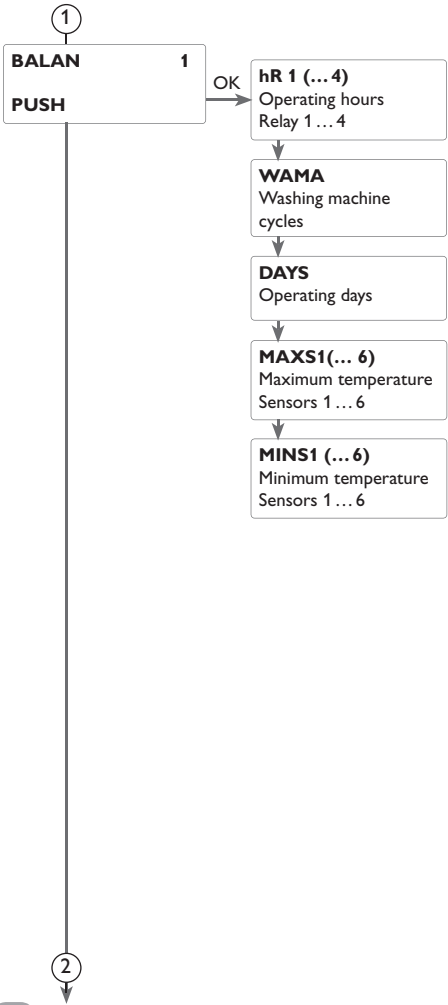 1
BALAN 1
PUSH
OK
hR 1 (… 4)
Operating hours
Relay 1 … 4
WAMA
Washing machine
cycles
DAYS
Operating days
MAXS1(… 6)
Maximum temperature
Sensors 1 … 6
MINS1 (… 6)
Minimum temperature
Sensors 1 … 6
2